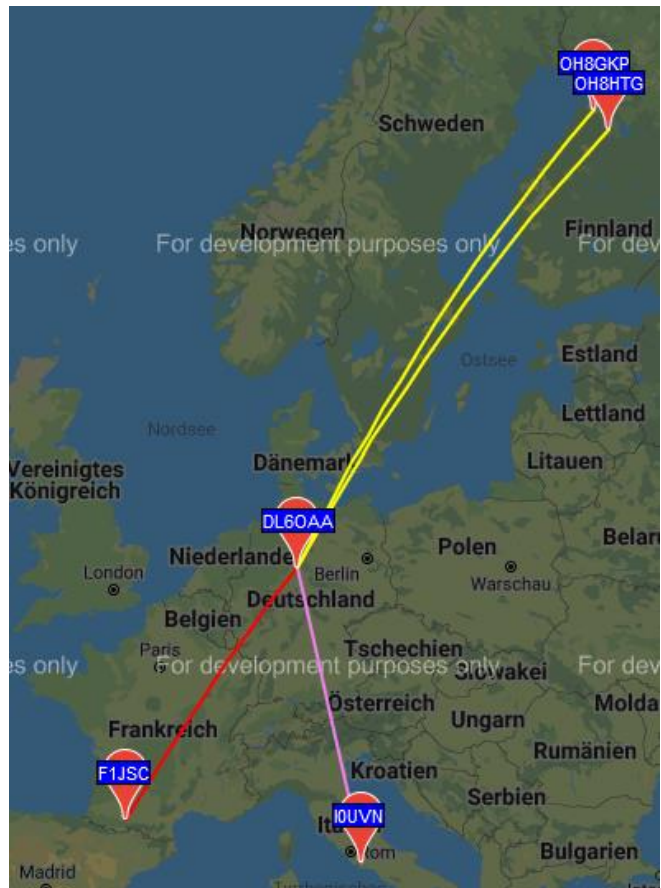 OH8GKP
OH8HTG
Schweden
Norwegen
Finnland
es only
For development purposes only
For dev
Ostsee
Estland
Nordsee
Lettland
Dänemark
Litauen
Vereinigtes
Königreich
DL6OAA
Niederlande
Berlin
Polen
Belaru
London
Warschau
Deutschland
Belgien
Paris
Tschechien
es only
For development purposes only
For dev
Slowakei
Österreich
Molda
Frankreich
Ungarn
Rumänien
F1JSC
Kroatien
Serbien
I0UVN
Rom
Bulgarien
Madrid